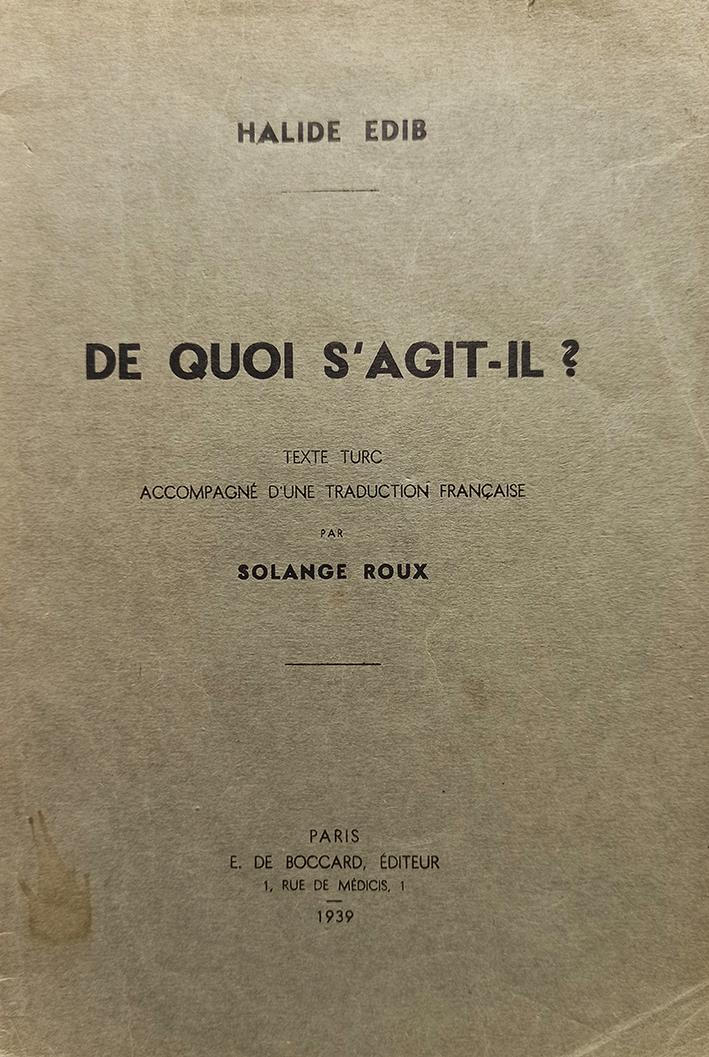 HALIDE EDIB
DE QUOI S'AGIT-IL ?
TEXTE TURC
ACCOMPAGNÉ D'UNE TRADUCTION FRANÇAISE
PAR
SOLANGE ROUX
PARIS
E. DE BOCCARD, ÉDITEUR
1, RUE DE MÉDICIS, 1
1939